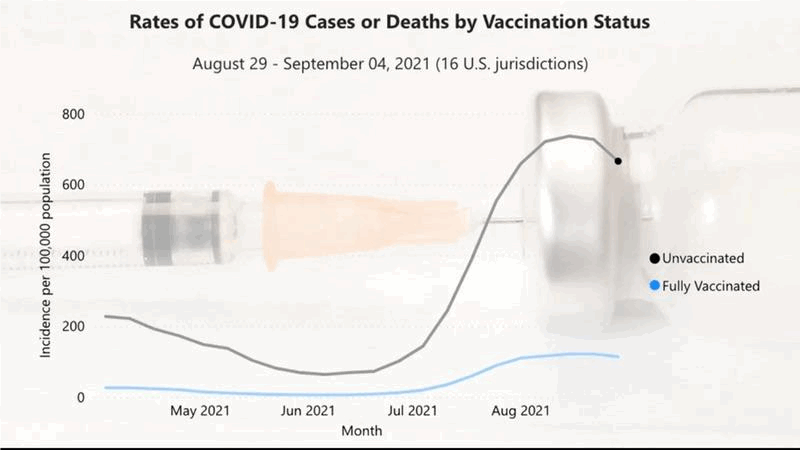 Rates of COVID-19 Cases or Deaths by Vaccination Status
August 29 - September 04, 2021 (16 U.S. jurisdictions)
Incidence per 100,000 population
800
600
400
200
0
Unvaccinated
Fully Vaccinated
May 2021
Jun 2021
Jul 2021
Aug 2021
Month